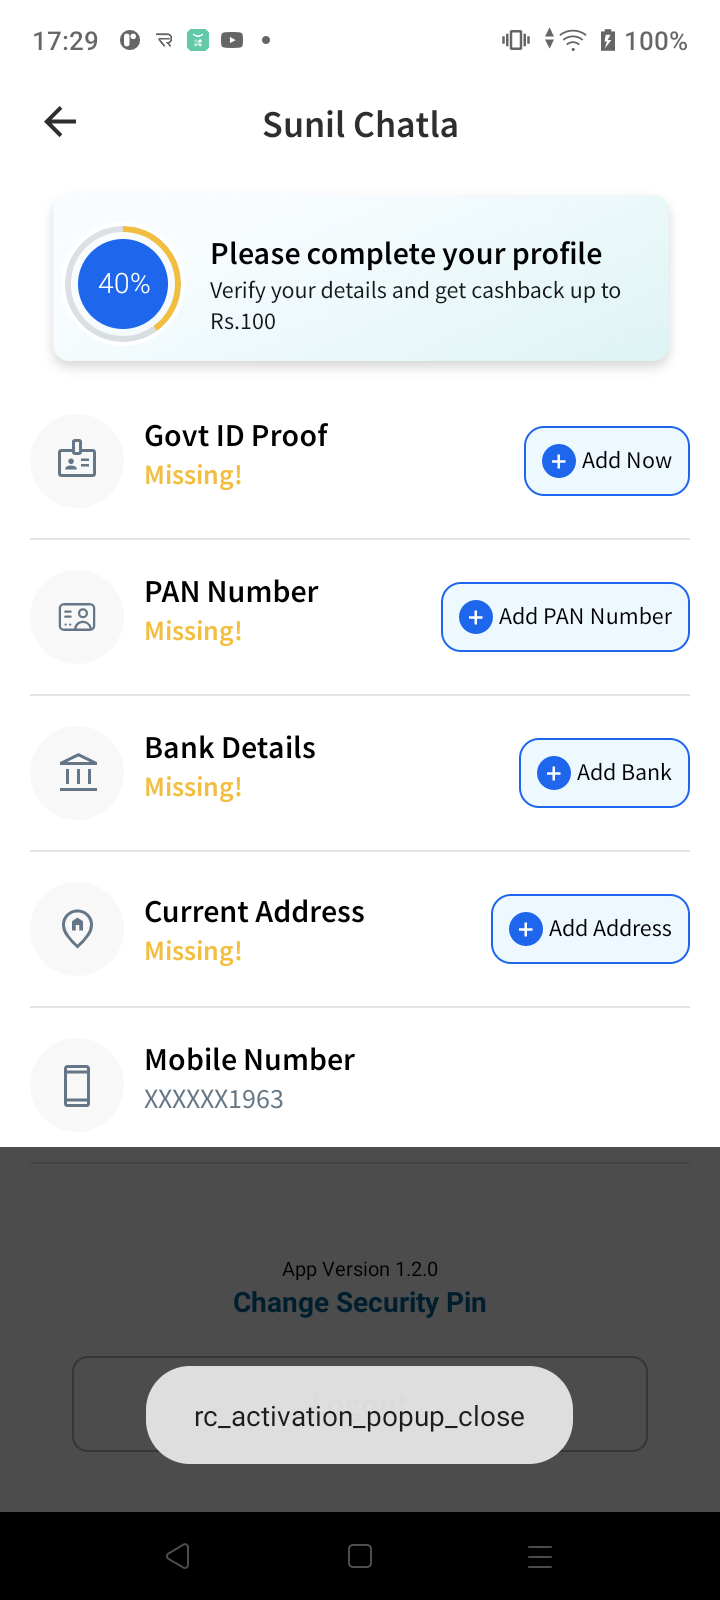 17:29
100%
Sunil Chatla
40%
Please complete your profile
Verify your details and get cashback up to
Rs.100
Govt ID Proof
Missing!
Add Now
PAN Number
Missing!
Add PAN Number
Bank Details
Missing!
Add Bank
Current Address
Missing!
Add Address
Mobile Number
XXXXXX1963
App Version 1.2.0
Change Security Pin
rc_activation_popup_close